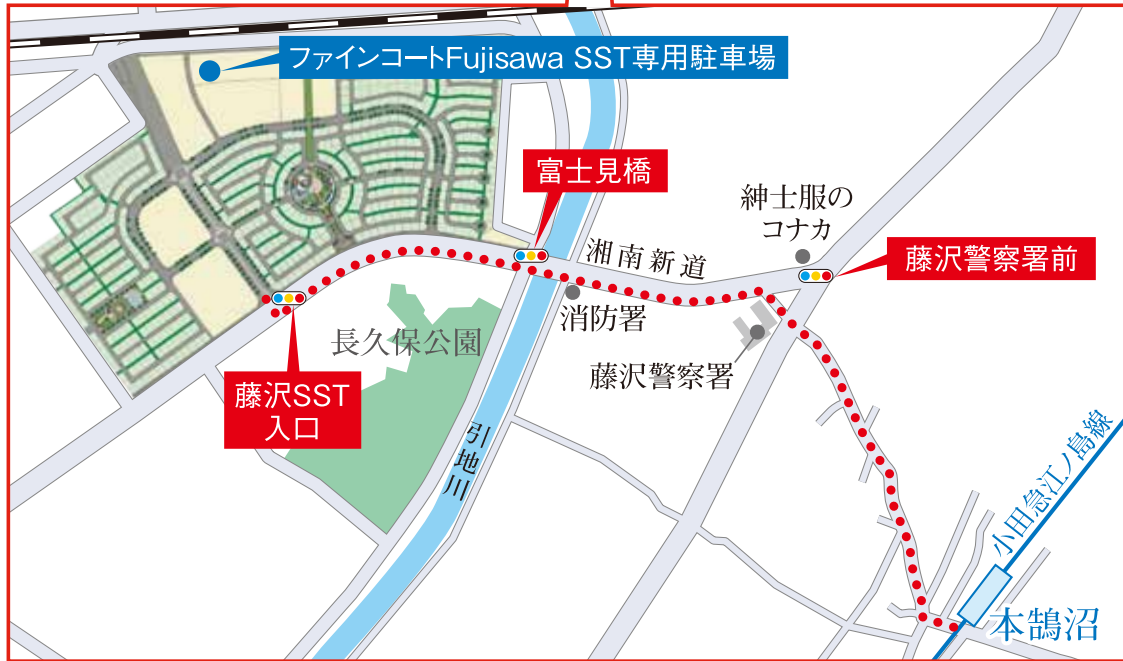 ファインコートFujisawa SST専用駐車場
富士見橋
紳士服の
コナカ
湘南新道
藤沢警察署前
消防署
長久保公園
藤沢警察署
藤沢SST
入口
引地川
小田急江ノ島線
本鵠沼